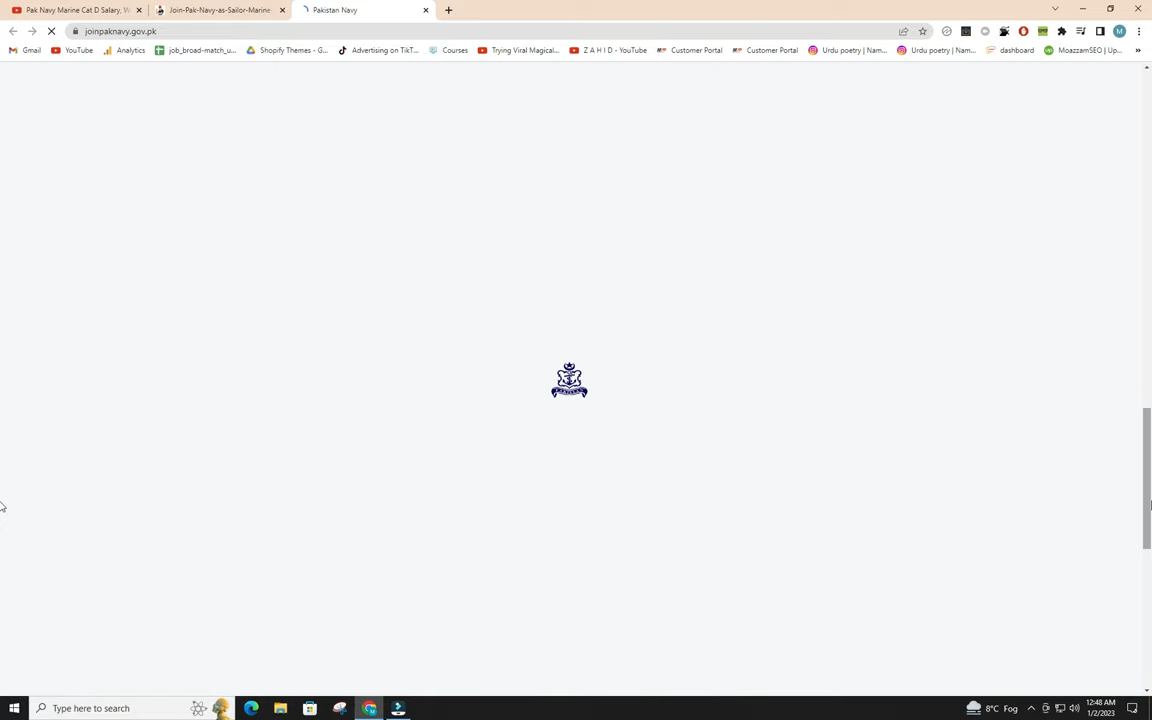 Pak Navy Marine Cat D Salary, W
Join-Pak-Navy-as-Sailor-Marine
Pakistan Navy
joinpaknavy.gov.pk
M
Gmail
YouTube
Analytics
job_broad-match_u...
Shopify Themes - G...
Advertising on TikT...
Courses
Trying Viral Magical...
Z A H I D - YouTube
Customer Portal
Customer Portal
Urdu poetry | Nam...
Urdu poetry | Nam...
dashboard
MoazzamSEO | Up...
»
Type here to search
8°C Fog
12:48 AM
1/2/2023